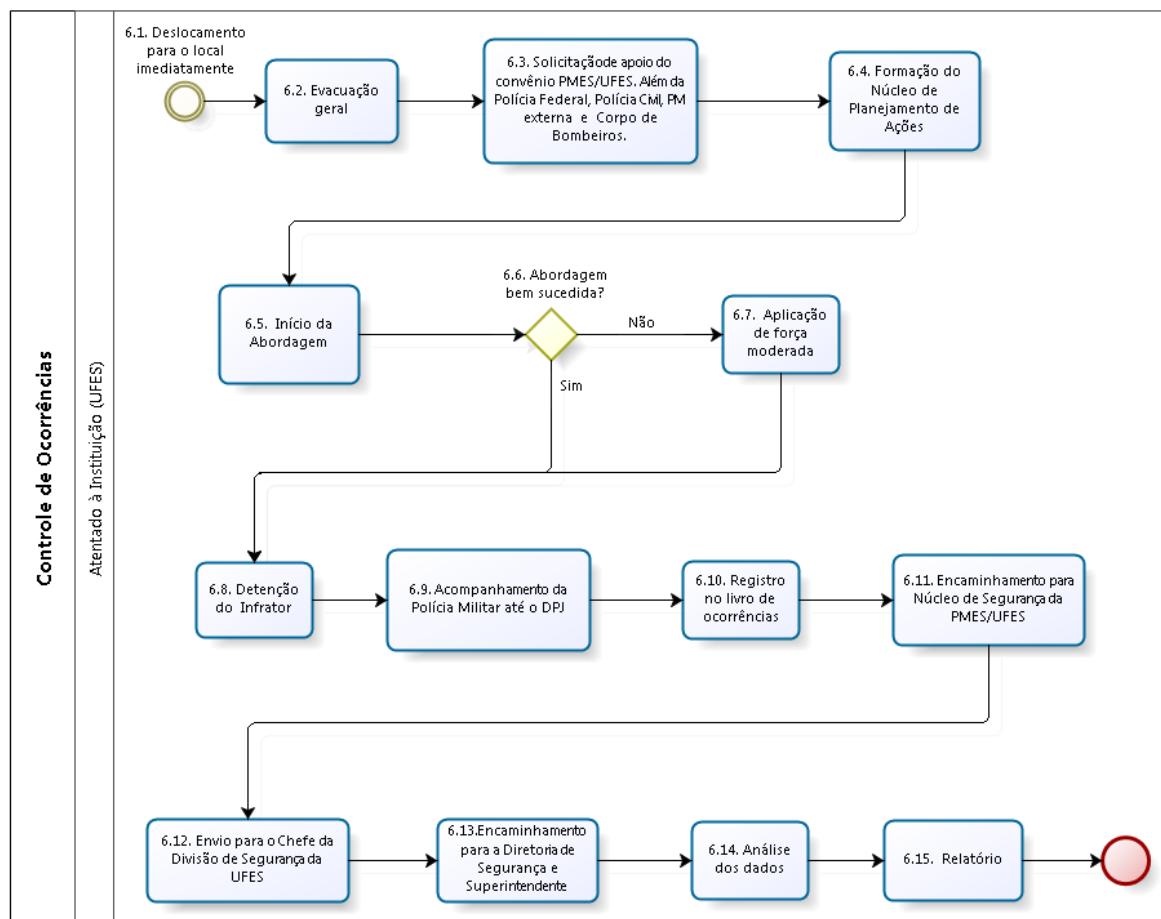 Controle de Ocorrências
Atentado à Instituição (UFES)
6.1. Deslocamento
para o local
imediatamente
6.2. Evacuação
geral
6.3. Solicitação de apoio do
convênio PMES/UFES. Além da
Polícia Federal, Polícia Civil, PM
externa e Corpo de
Bombeiros.
6.4. Formação do
Núcleo de
Planejamento de
Ações
6.5. Início da
Abordagem
6.6. Abordagem
bem sucedida?
Não
Sim
6.7. Aplicação
de força
moderada
6.8. Detenção
do Infrator
6.9. Acompanhamento da
Polícia Militar até o DPJ
6.10. Registro
no livro de
ocorrências
6.11. Encaminhamento para
Núcleo de Segurança da
PMES/UFES
6.12. Envio para o Chefe da
Divisão de Segurança da
UFES
6.13.Encaminhamento
para a Diretoria de
Segurança e
Superintendente
6.14. Análise
dos dados
6.15. Relatório